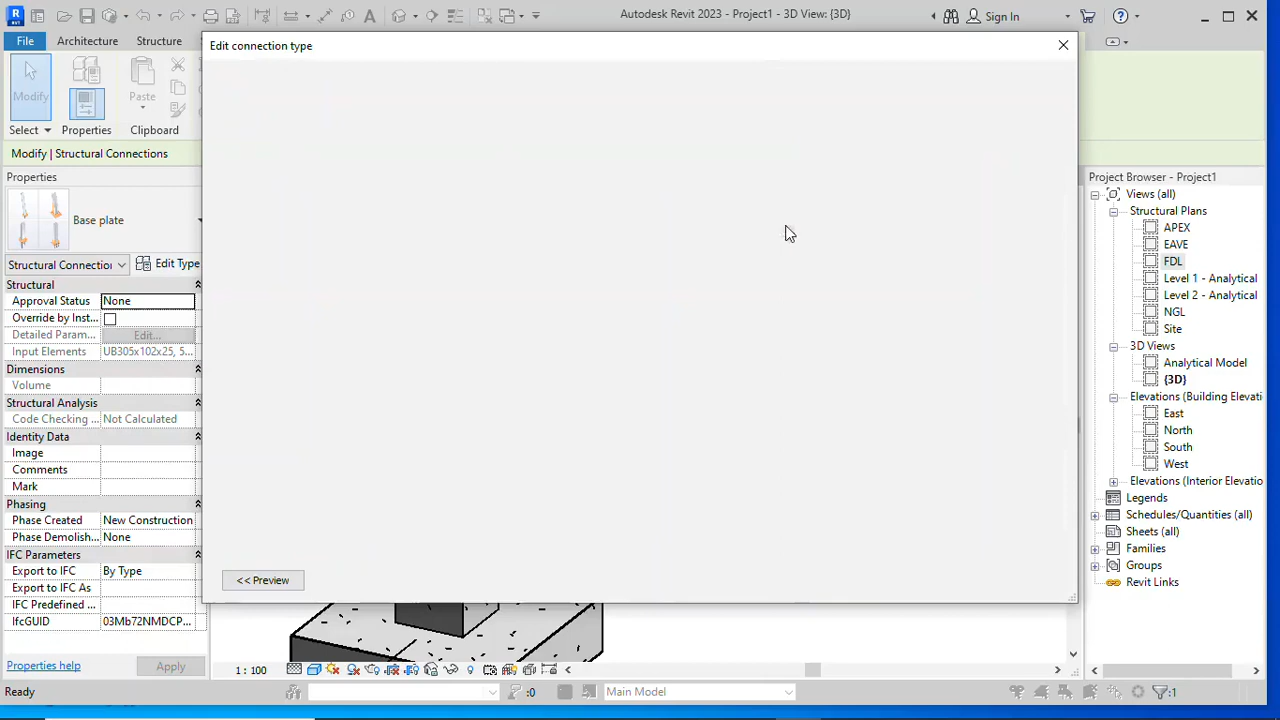 Autodesk Revit 20
- Project1 - 3D View: {3D}
Sign In
File
Architecture
Structure
Edit connection type
Modify
Paste
Select
Properties
Clipboard
Modify | Structural Connections
Properties
Base plate
Structural Connectio
Edit Type
Structural
Approval Status
None
Override by Inst...
Detailed Param...
Edit...
Input Elements
UB305x102x25, 5...
Dimensions
Volume
Structural Analysis
Code Checking ...
Not Calculated
Identity Data
Image
Comments
Mark
Phasing
Phase Created
New Construction
Phase Demolish...
None
IFC Parameters
Export to IFC
By Type
Export to IFC As
IFC Predefined ...
IfcGUID
03Mb72NMDCP...
Properties help
Apply
<< Preview
1 : 100
Ready
:0
Main Model
:1
Project Browser - Project1
Views (all)
Structural Plans
APEX
EAVE
FDL
Level 1 - Analytical
Level 2 - Analytical
NGL
Site
3D Views
Analytical Model
{3D}
Elevations (Building Elevati
East
North
South
West
Elevations (Interior Elevatio
Legends
Schedules/Quantities (all)
Sheets (all)
Families
Groups
Revit Links